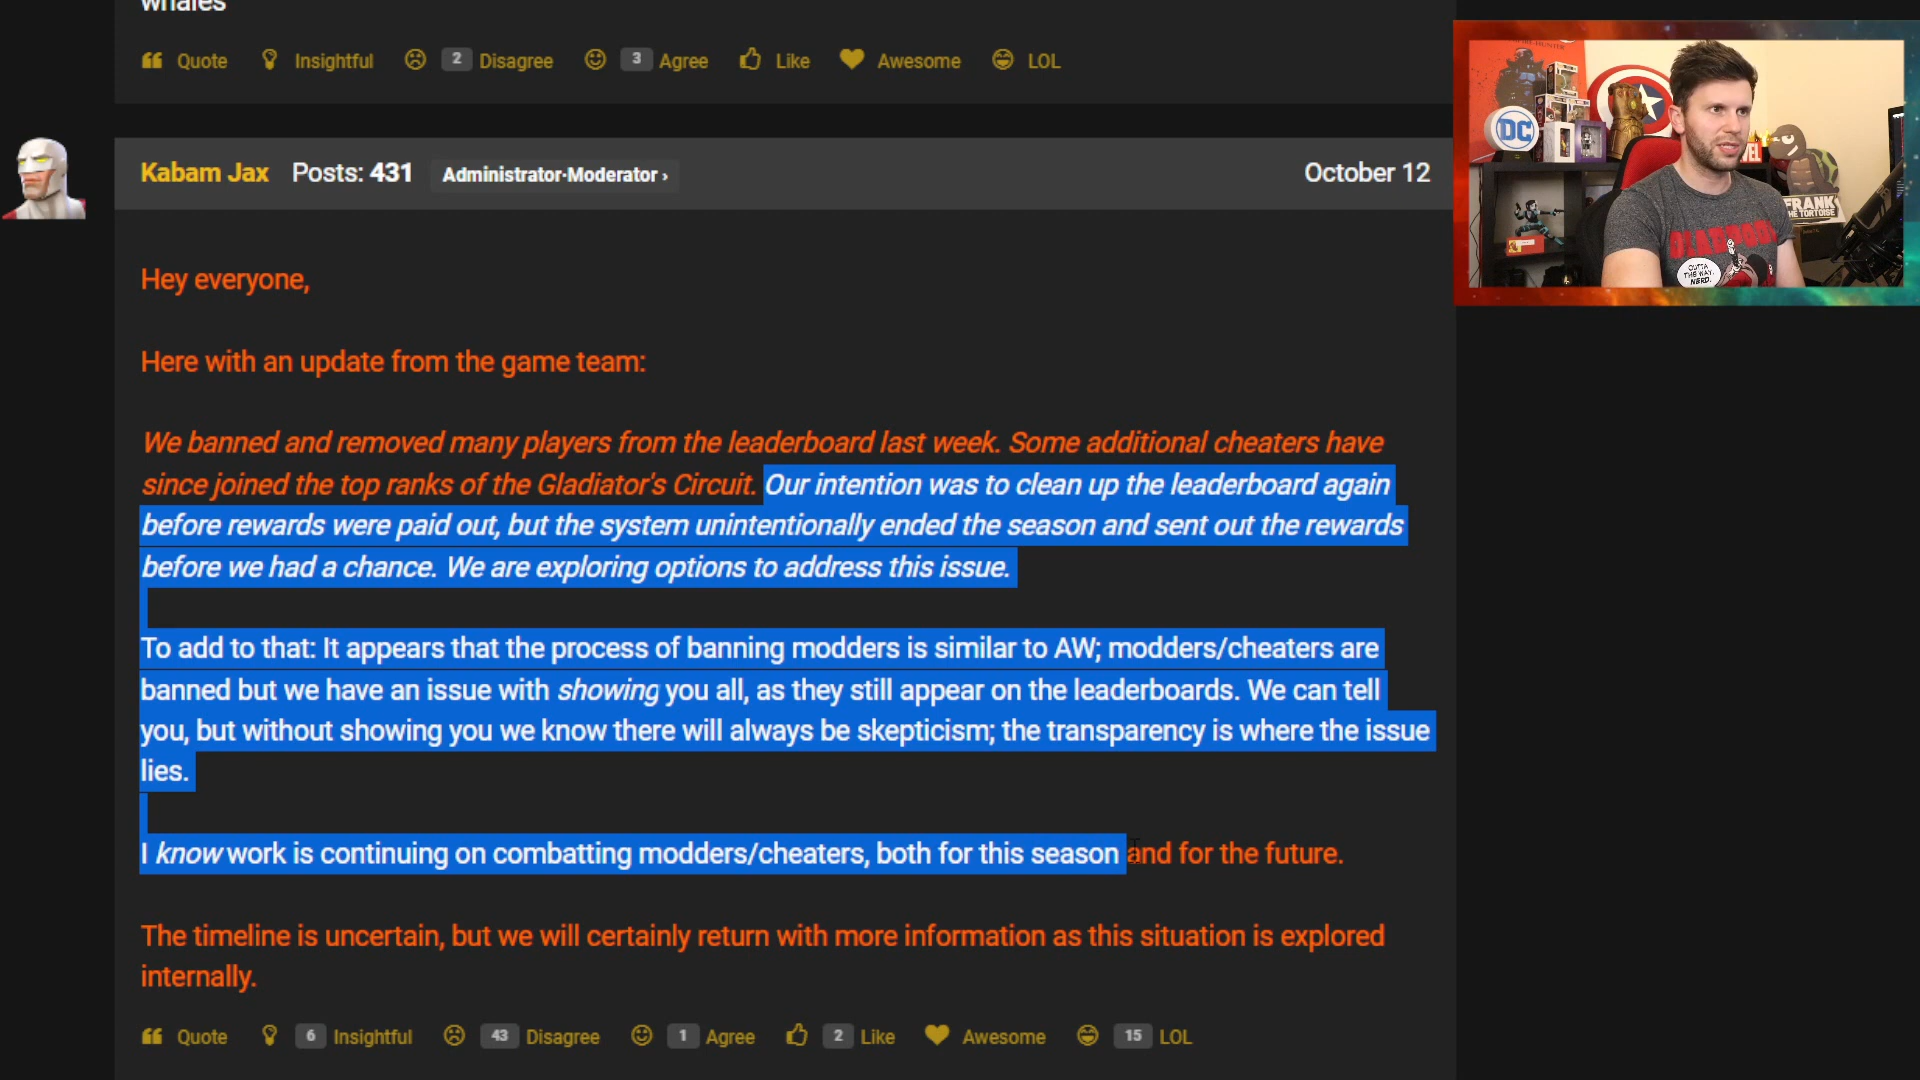 whales
Quote Insightful 2 Disagree 3 Agree Like Awesome LOL
Kabam Jax Posts: 431 Administrator·Moderator › October 12
Hey everyone,
Here with an update from the game team:
We banned and removed many players from the leaderboard last week. Some additional cheaters have
since joined the top ranks of the Gladiator's Circuit. Our intention was to clean up the leaderboard again
before rewards were paid out, but the system unintentionally ended the season and sent out the rewards
before we had a chance. We are exploring options to address this issue.
To add to that: It appears that the process of banning modders is similar to AW; modders/cheaters are
banned but we have an issue with showing you all, as they still appear on the leaderboards. We can tell
you, but without showing you we know there will always be skepticism; the transparency is where the issue
lies.
I know work is continuing on combatting modders/cheaters, both for this season and for the future.
The timeline is uncertain, but we will certainly return with more information as this situation is explored
internally.
Quote 6 Insightful 43 Disagree 1 Agree 2 Like Awesome 15 LOL
DC
FRANK
THE TORTOISE
DEADPOOL
OUTTA
THE WAY,
NERD.